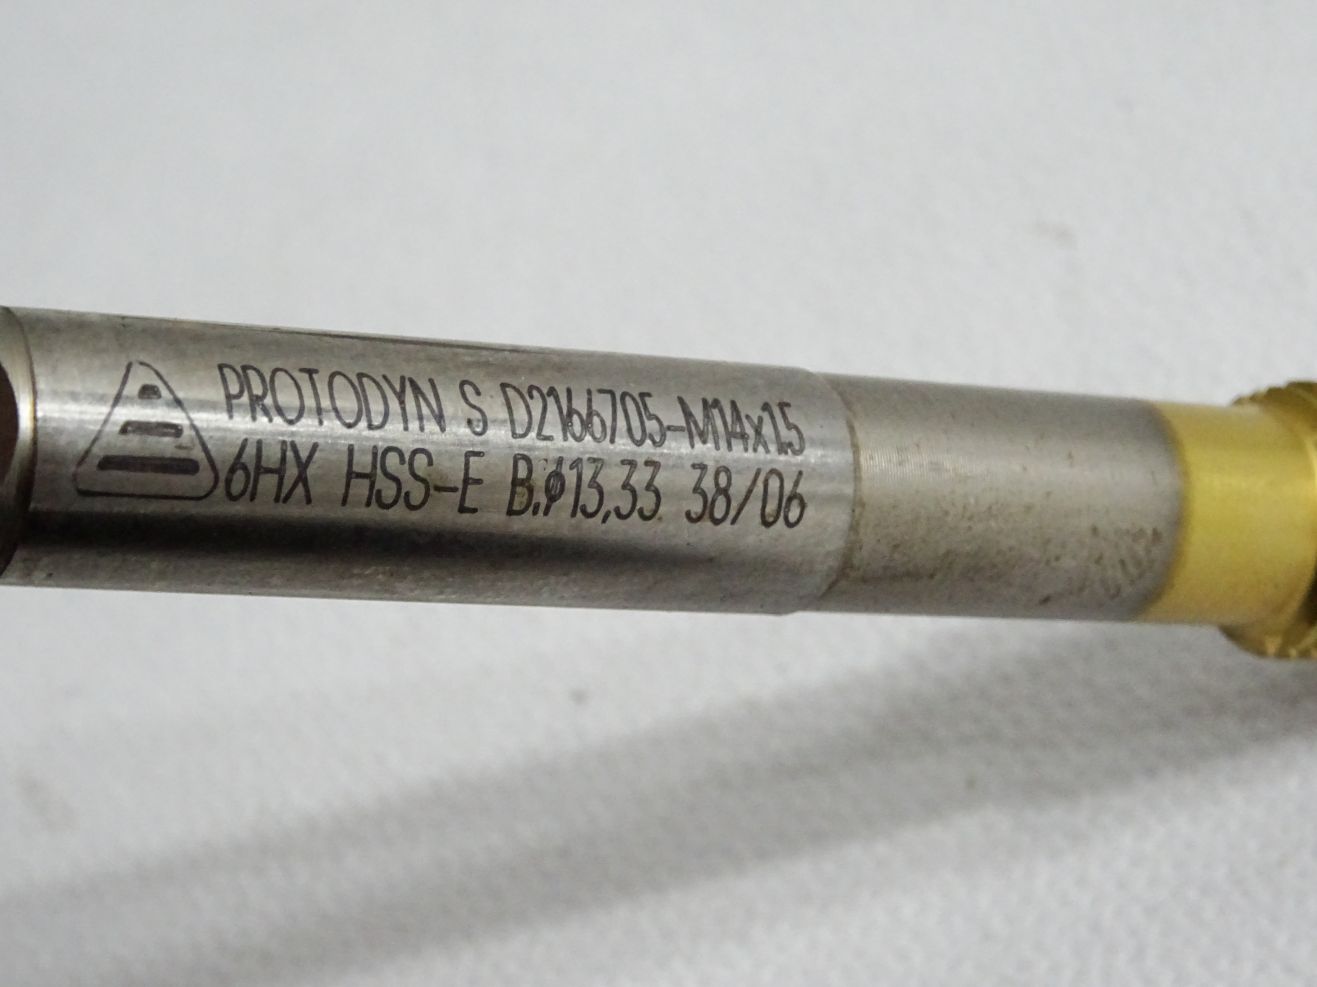 PROTODYN S D2166705-M14x1.5
6HX HSS-E B.ø13,33 38/06